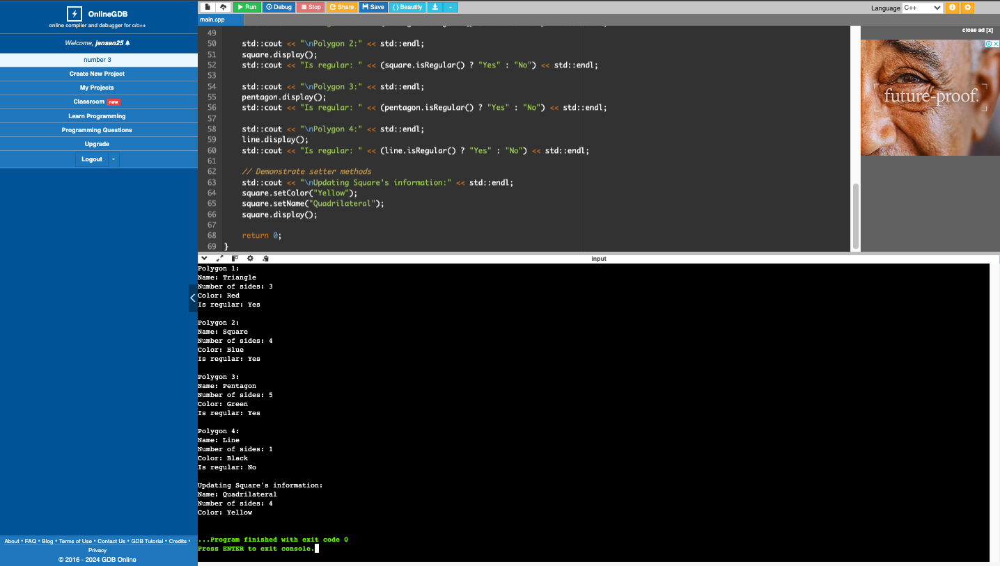 OnlineGDB
online compiler and debugger for c/c++
Welcome, jansan25
number 3
Create New Project
My Projects
Classroom new
Learn Programming
Programming Questions
Upgrade
Logout
About • FAQ • Blog • Terms of Use • Contact Us • GDB Tutorial • Credits •
Privacy
© 2016 - 2024 GDB Online
Run Debug Stop Share Save {} Beautify
Language C++
main.cpp
49
50 std::cout << "\nPolygon 2:" << std::endl;
51 square.display();
52 std::cout << "Is regular: " << (square.isRegular() ? "Yes" : "No") << std::endl;
53
54 std::cout << "\nPolygon 3:" << std::endl;
55 pentagon.display();
56 std::cout << "Is regular: " << (pentagon.isRegular() ? "Yes" : "No") << std::endl;
57
58 std::cout << "\nPolygon 4:" << std::endl;
59 line.display();
60 std::cout << "Is regular: " << (line.isRegular() ? "Yes" : "No") << std::endl;
61
62 // Demonstrate setter methods
63 std::cout << "\nUpdating Square's information:" << std::endl;
64 square.setColor("Yellow");
65 square.setName("Quadrilateral");
66 square.display();
67
68 return 0;
69 }
close ad [x]
future-proof.
input
Polygon 1:
Name: Triangle
Number of sides: 3
Color: Red
Is regular: Yes
Polygon 2:
Name: Square
Number of sides: 4
Color: Blue
Is regular: Yes
Polygon 3:
Name: Pentagon
Number of sides: 5
Color: Green
Is regular: Yes
Polygon 4:
Name: Line
Number of sides: 1
Color: Black
Is regular: No
Updating Square's information:
Name: Quadrilateral
Number of sides: 4
Color: Yellow
...Program finished with exit code 0
Press ENTER to exit console.